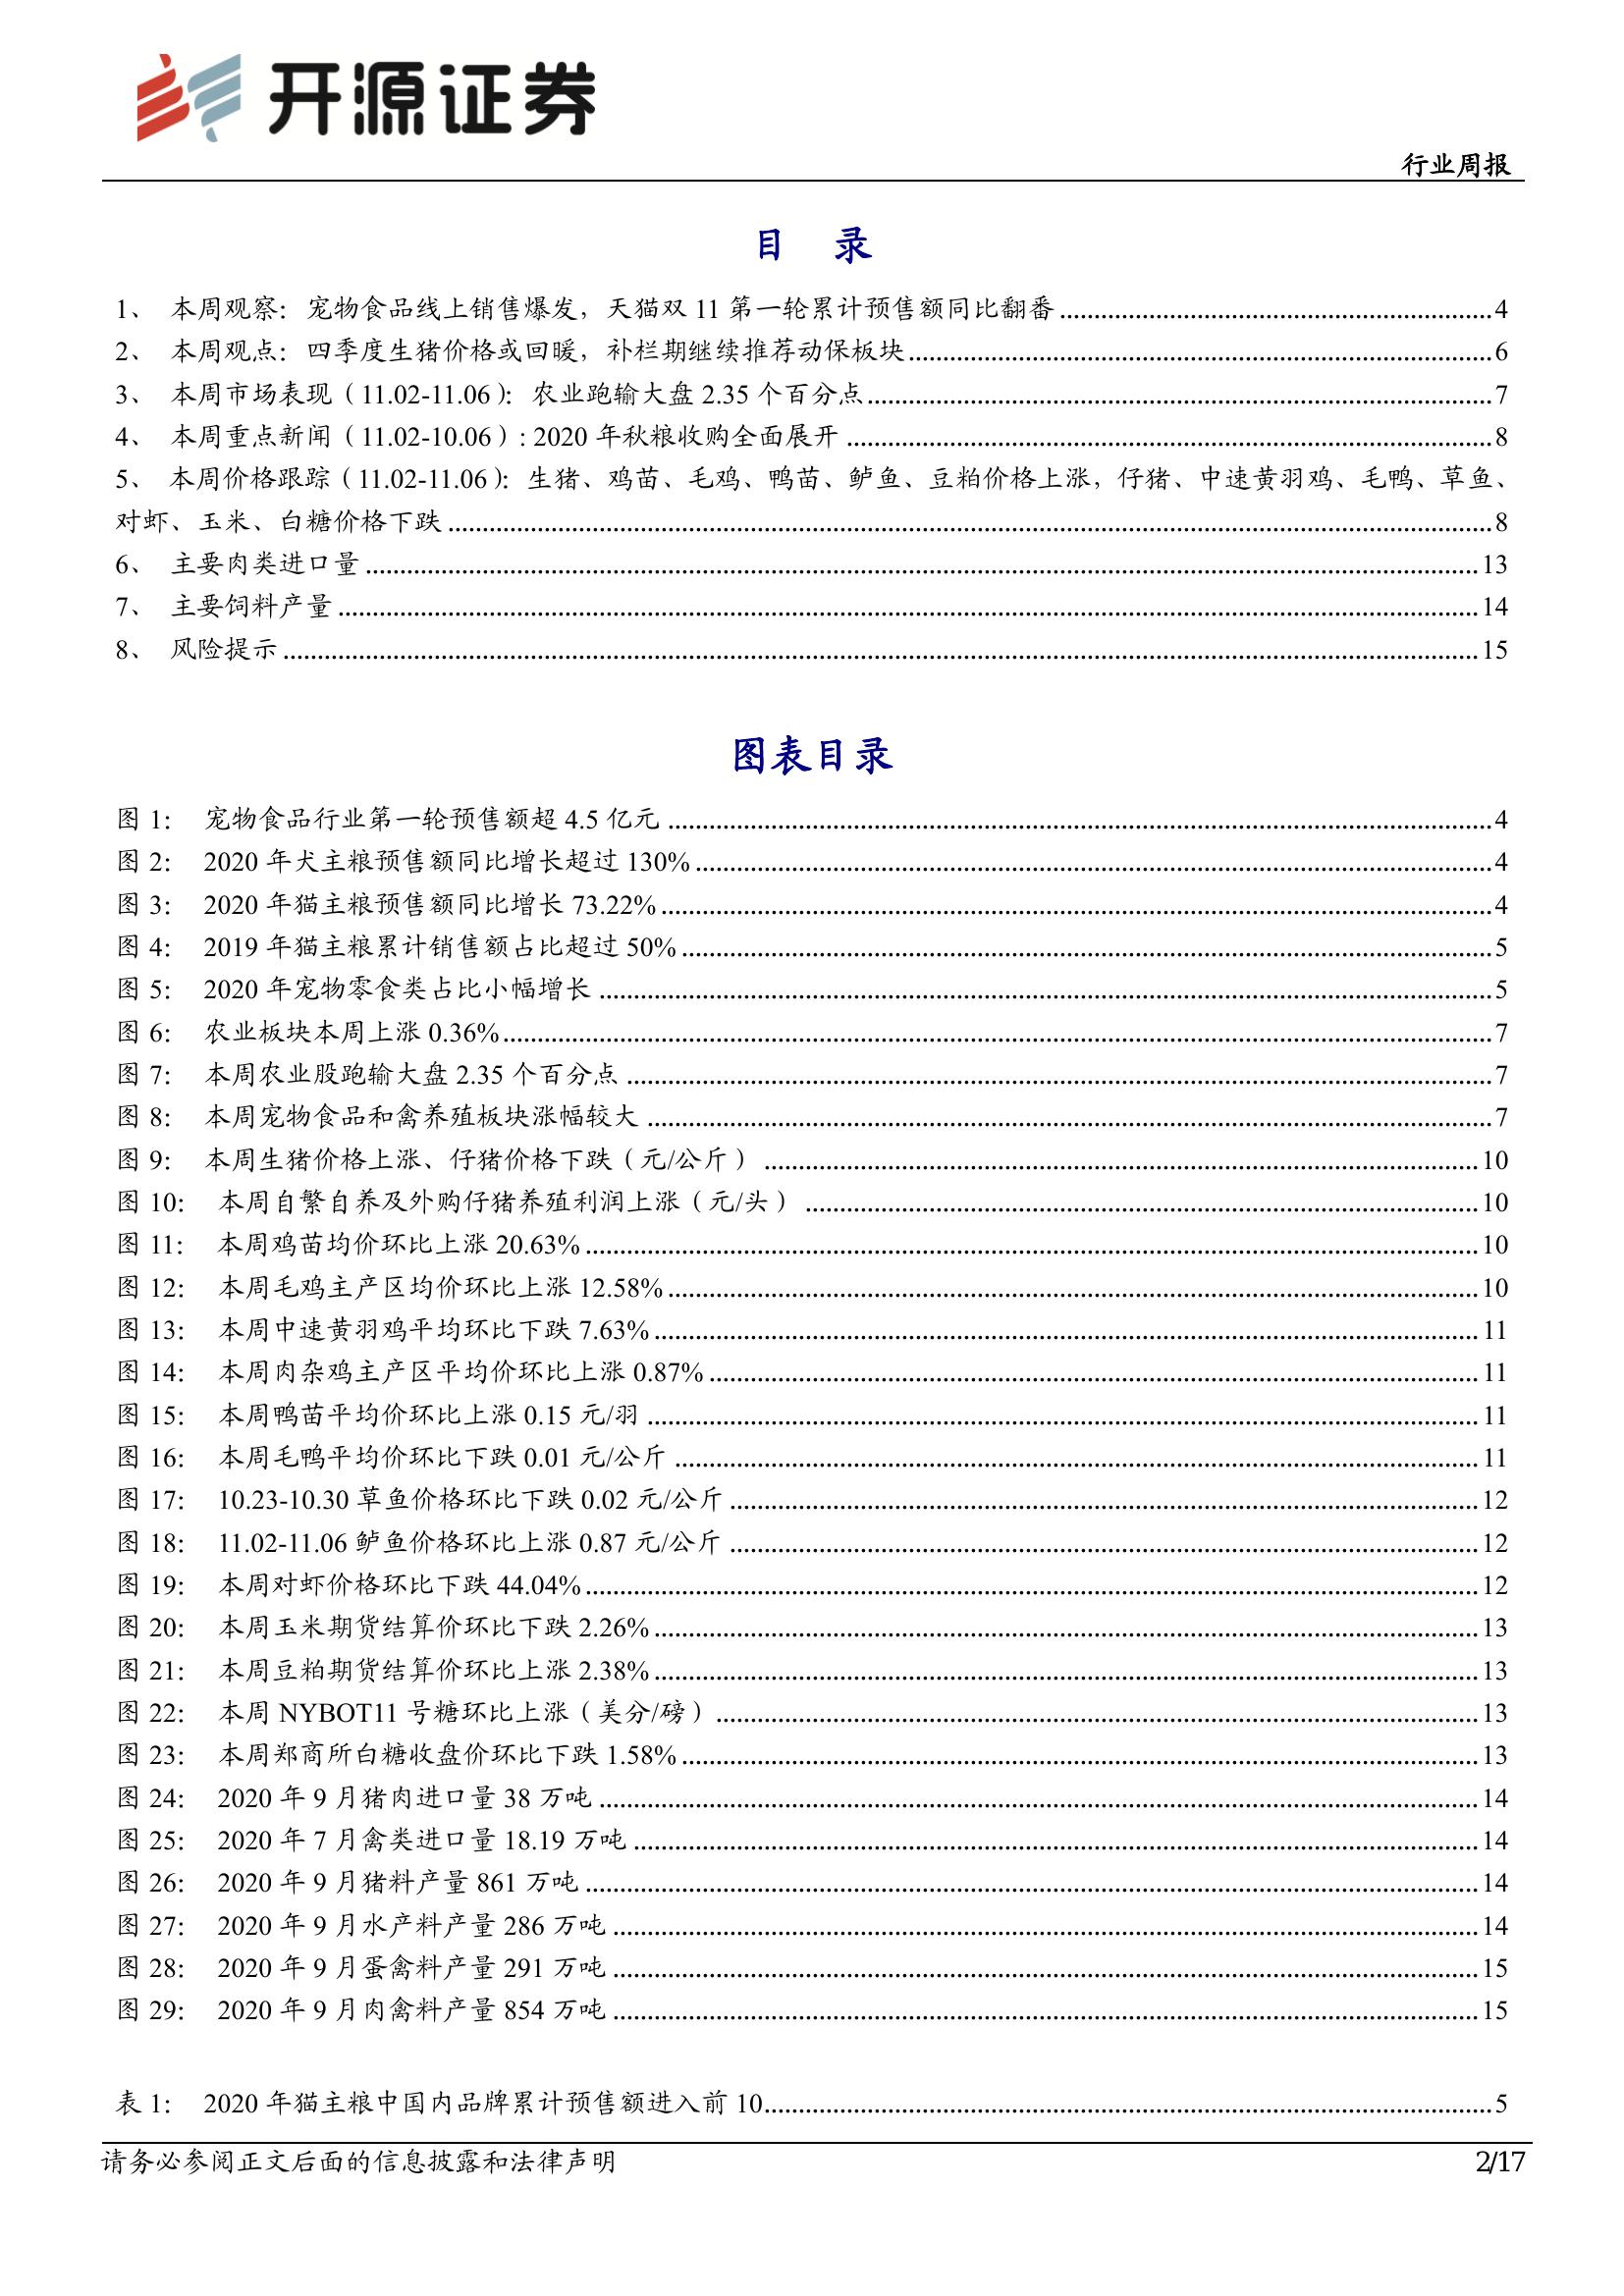 开源证券
行业周报
目 录
1、 本周观察：宠物食品线上销售爆发，天猫双 11 第一轮累计预售额同比翻番 4
2、 本周观点：四季度生猪价格或回暖，补栏期继续推荐动保板块 6
3、 本周市场表现（11.02-11.06）：农业跑输大盘 2.35 个百分点 7
4、 本周重点新闻（11.02-10.06）: 2020 年秋粮收购全面展开 8
5、 本周价格跟踪（11.02-11.06）：生猪、鸡苗、毛鸡、鸭苗、鲈鱼、豆粕价格上涨，仔猪、中速黄羽鸡、毛鸭、草鱼、
对虾、玉米、白糖价格下跌 8
6、 主要肉类进口量 13
7、 主要饲料产量 14
8、 风险提示 15
图表目录
图 1： 宠物食品行业第一轮预售额超 4.5 亿元 4
图 2： 2020 年犬主粮预售额同比增长超过 130% 4
图 3： 2020 年猫主粮预售额同比增长 73.22% 4
图 4： 2019 年猫主粮累计销售额占比超过 50% 5
图 5： 2020 年宠物零食类占比小幅增长 5
图 6： 农业板块本周上涨 0.36% 7
图 7： 本周农业股跑输大盘 2.35 个百分点 7
图 8： 本周宠物食品和禽养殖板块涨幅较大 7
图 9： 本周生猪价格上涨、仔猪价格下跌（元/公斤） 10
图 10： 本周自繁自养及外购仔猪养殖利润上涨（元/头） 10
图 11： 本周鸡苗均价环比上涨 20.63% 10
图 12： 本周毛鸡主产区均价环比上涨 12.58% 10
图 13： 本周中速黄羽鸡平均环比下跌 7.63% 11
图 14： 本周肉杂鸡主产区平均价环比上涨 0.87% 11
图 15： 本周鸭苗平均价环比上涨 0.15 元/羽 11
图 16： 本周毛鸭平均价环比下跌 0.01 元/公斤 11
图 17： 10.23-10.30 草鱼价格环比下跌 0.02 元/公斤 12
图 18： 11.02-11.06 鲈鱼价格环比上涨 0.87 元/公斤 12
图 19： 本周对虾价格环比下跌 44.04% 12
图 20： 本周玉米期货结算价环比下跌 2.26% 13
图 21： 本周豆粕期货结算价环比上涨 2.38% 13
图 22： 本周 NYBOT11 号糖环比上涨（美分/磅） 13
图 23： 本周郑商所白糖收盘价环比下跌 1.58% 13
图 24： 2020 年 9 月猪肉进口量 38 万吨 14
图 25： 2020 年 7 月禽类进口量 18.19 万吨 14
图 26： 2020 年 9 月猪料产量 861 万吨 14
图 27： 2020 年 9 月水产料产量 286 万吨 14
图 28： 2020 年 9 月蛋禽料产量 291 万吨 15
图 29： 2020 年 9 月肉禽料产量 854 万吨 15
表 1： 2020 年猫主粮中国内品牌累计预售额进入前 10 5
请务必参阅正文后面的信息披露和法律声明
2/17